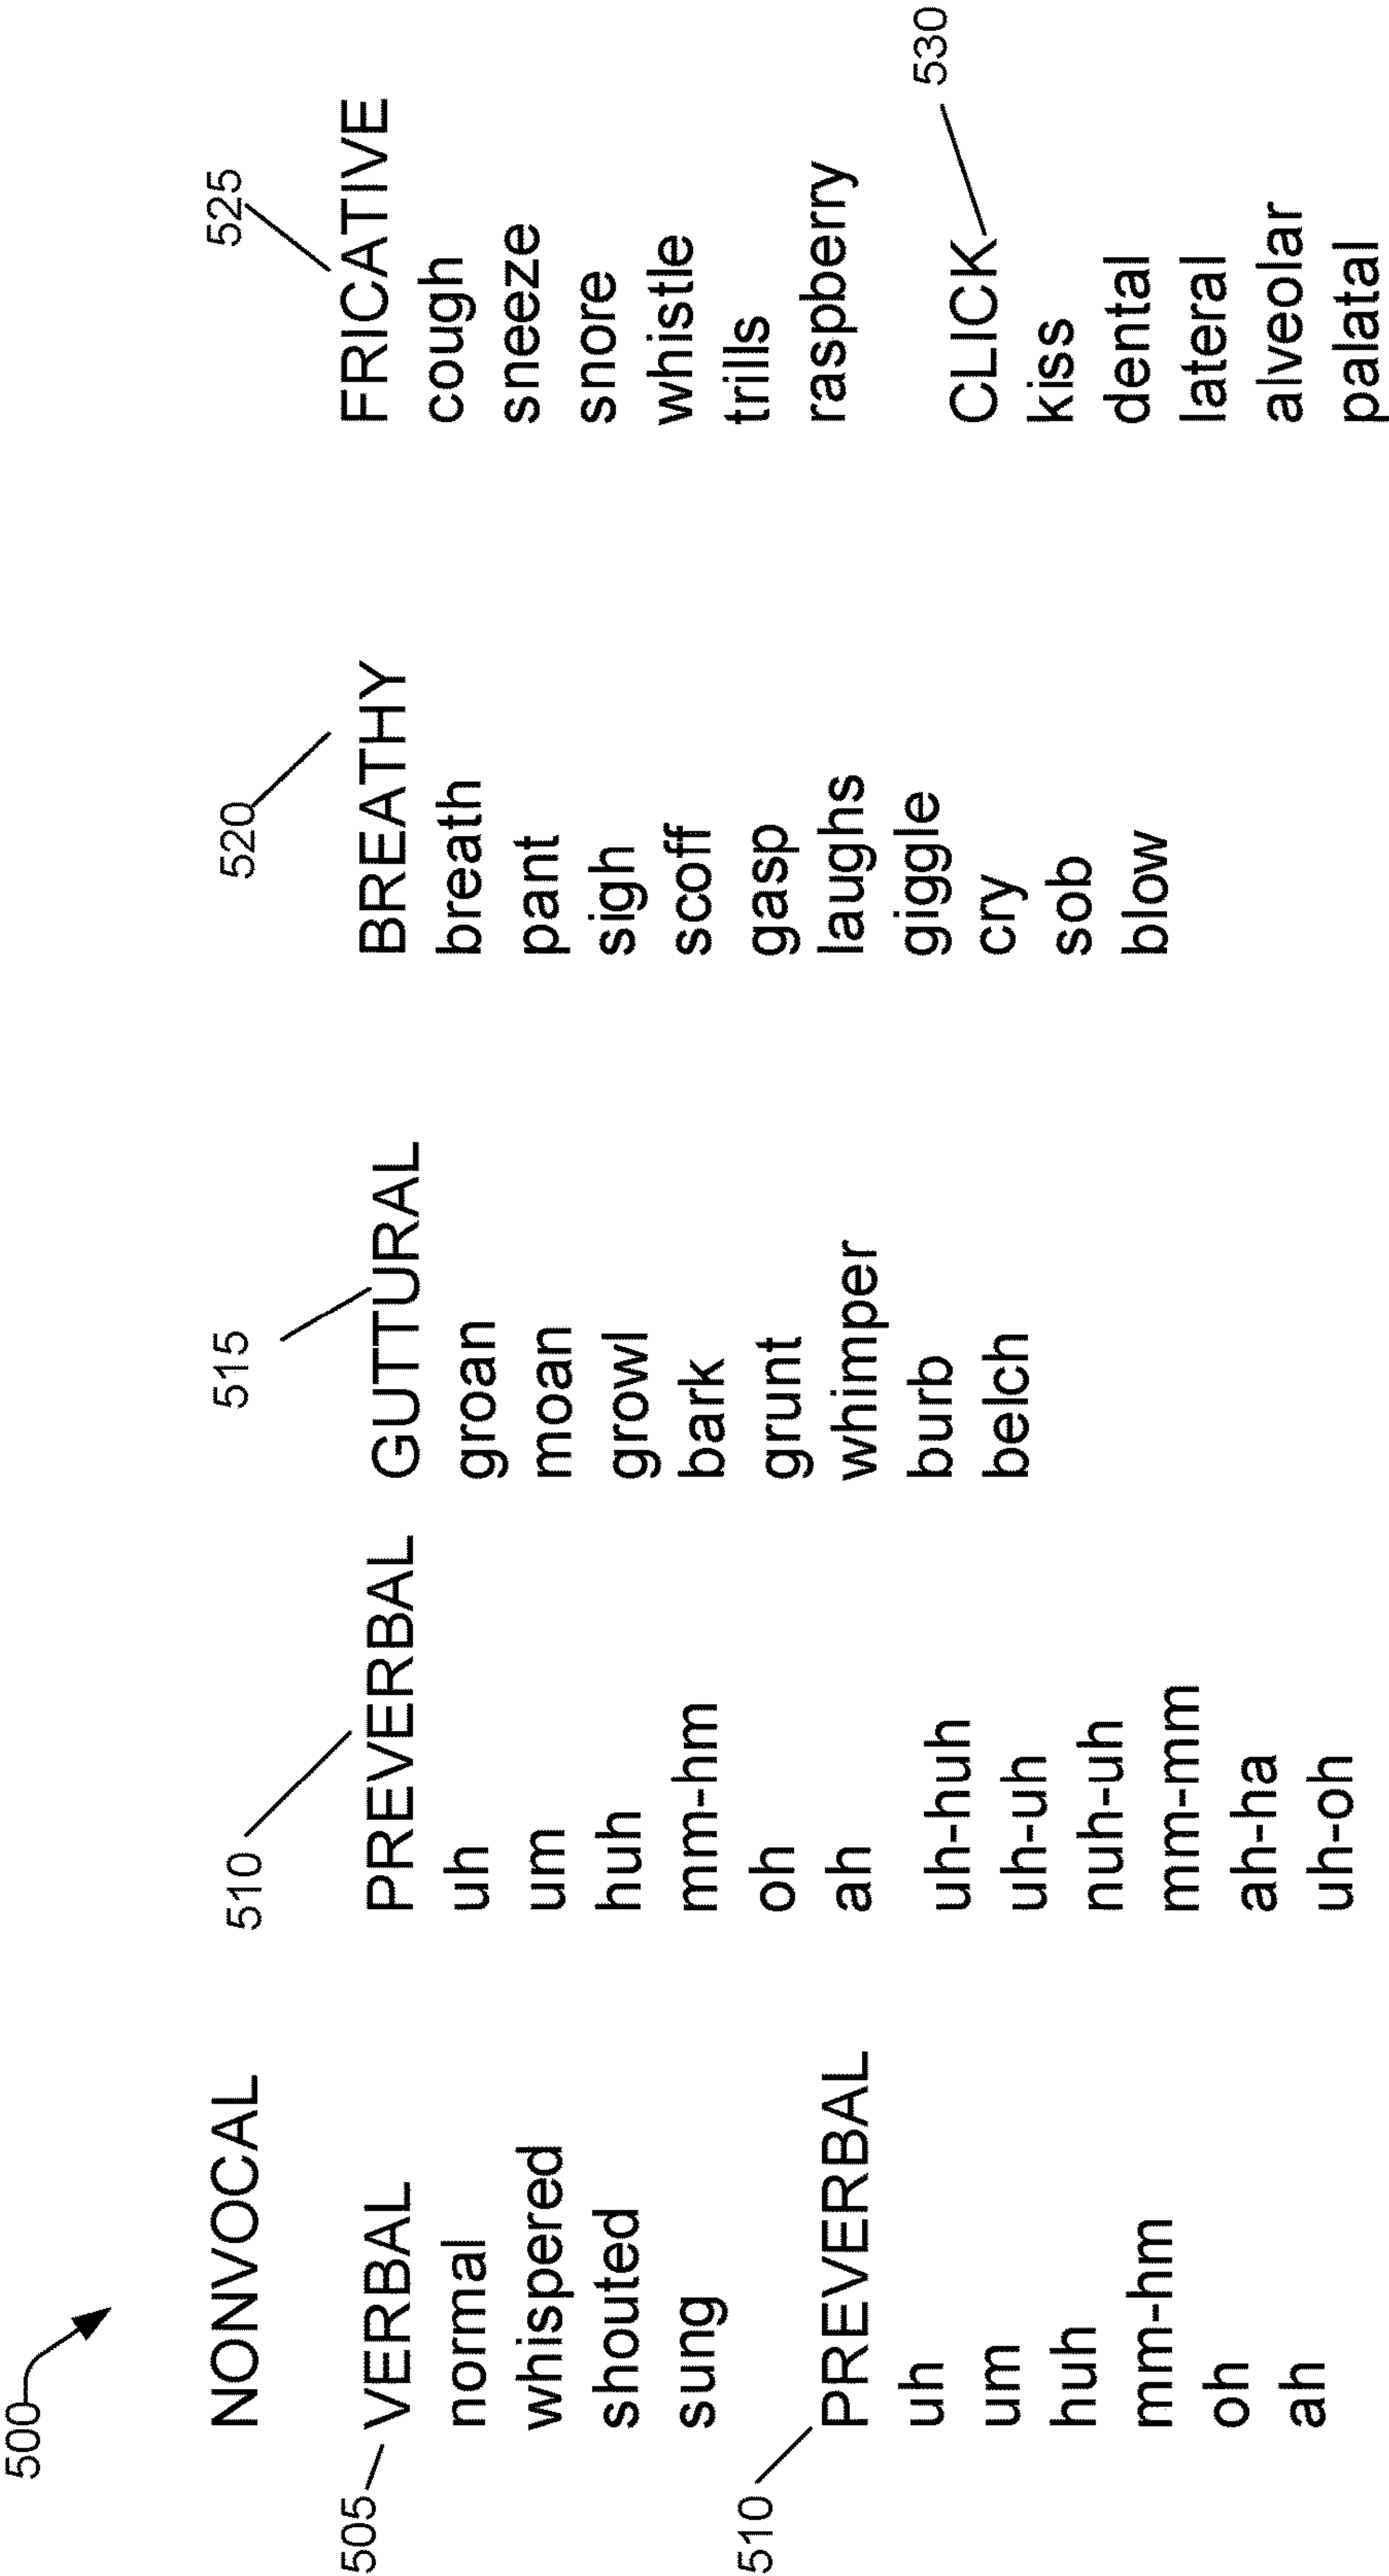 500
NONVOCAL
505
VERBAL
normal
whispered
shouted
sung
510
PREVERBAL
uh
um
huh
mm-hm
oh
ah
510
PREVERBAL
uh
um
huh
mm-hm
oh
ah
uh-huh
uh-uh
nuh-uh
mm-mm
ah-ha
uh-oh
515
GUTTURAL
groan
moan
growl
bark
grunt
whimper
burb
belch
520
BREATHY
breath
pant
sigh
scoff
gasp
laughs
giggle
cry
sob
blow
525
FRICATIVE
cough
sneeze
snore
whistle
trills
raspberry
530
CLICK
kiss
dental
lateral
alveolar
palatal